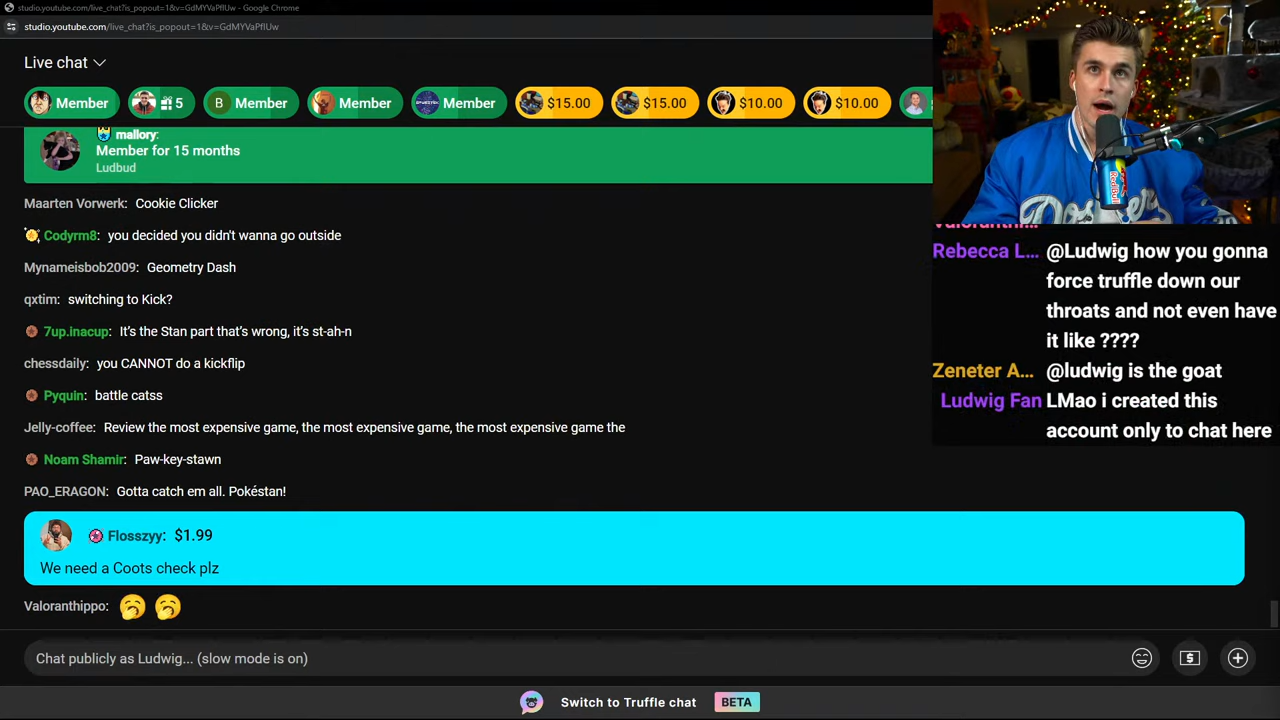 studio.youtube.com/live_chat?is_popout=1&v=GdMYVaPfIUw - Google Chrome
studio.youtube.com/live_chat?is_popout=1&v=GdMYVaPfIUw
Live chat
Member
5
B Member
Member
Member
$15.00
$15.00
$10.00
$10.00
mallory:
Member for 15 months
Ludbud
Maarten Vorwerk: Cookie Clicker
Codyrm8: you decided you didn't wanna go outside
Mynameisbob2009: Geometry Dash
qxtim: switching to Kick?
7up.inacup: It's the Stan part that's wrong, it's st-ah-n
chessdaily: you CANNOT do a kickflip
Pyquin: battle catss
Jelly-coffee: Review the most expensive game, the most expensive game, the most expensive game the
Noam Shamir: Paw-key-stawn
PAO_ERAGON: Gotta catch em all. Pokéstan!
Flosszyy: $1.99
We need a Coots check plz
Valoranthippo:
Chat publicly as Ludwig... (slow mode is on)
Switch to Truffle chat BETA
Dodgers
RedBull
Rebecca L... @Ludwig how you gonna
force truffle down our
throats and not even have
it like ????
Zeneter A... @ludwig is the goat
Ludwig Fan LMao i created this
account only to chat here